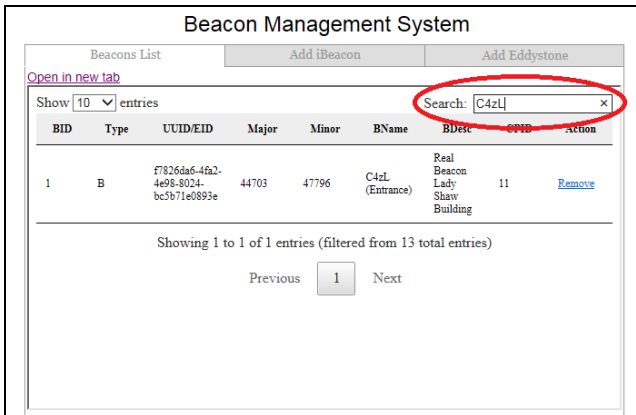 Beacon Management System
Beacons List Add iBeacon Add Eddystone
Open in new tab
Show 10 entries Search: C4zL ×
BID Type UUID/EID Major Minor BName BDesc CPID Action
1 B f7826da6-4fa2-4e98-8024-bc5b71e0893e 44703 47796 C4zL (Entrance) Real Beacon Lady Shaw Building 11 Remove
Showing 1 to 1 of 1 entries (filtered from 13 total entries)
Previous 1 Next